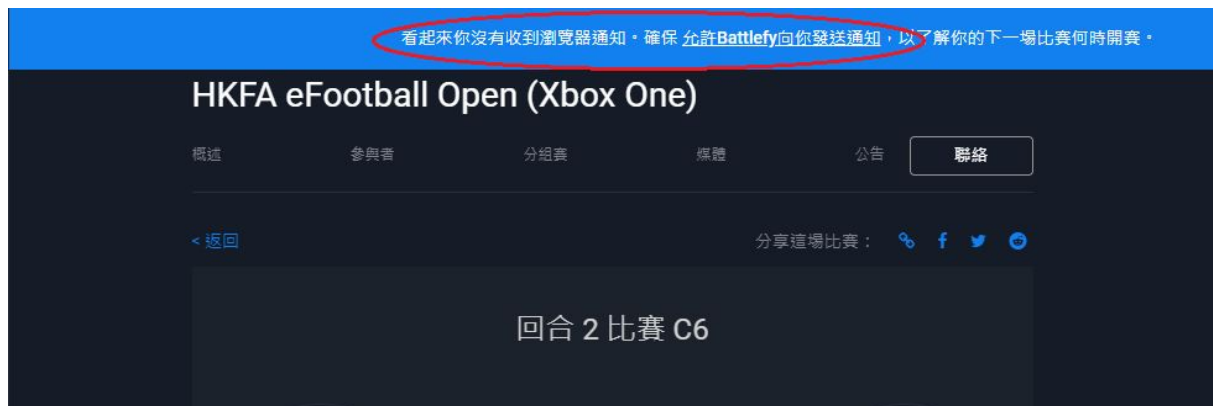 看起來你沒有收到瀏覽器通知。確保 允許Battlefy向你發送通知，以了解你的下一場比賽何時開賽。
HKFA eFootball Open (Xbox One)
概述 參與者 分組賽 媒體 公告 聯絡
< 返回 分享這場比賽：
回合 2 比賽 C6